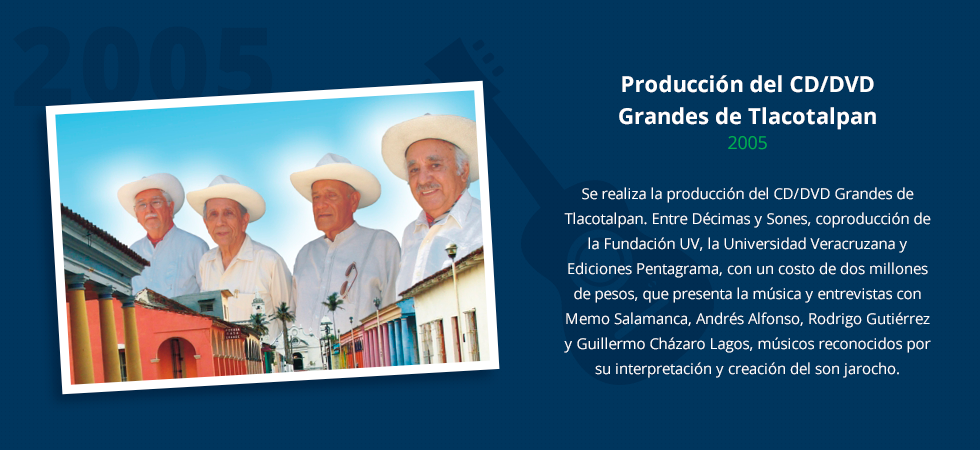 2005
Producción del CD/DVD
Grandes de Tlacotalpan
2005
Se realiza la producción del CD/DVD Grandes de
Tlacotalpan. Entre Décimas y Sones, coproducción de
la Fundación UV, la Universidad Veracruzana y
Ediciones Pentagrama, con un costo de dos millones
de pesos, que presenta la música y entrevistas con
Memo Salamanca, Andrés Alfonso, Rodrigo Gutiérrez
y Guillermo Cházaro Lagos, músicos reconocidos por
su interpretación y creación del son jarocho.